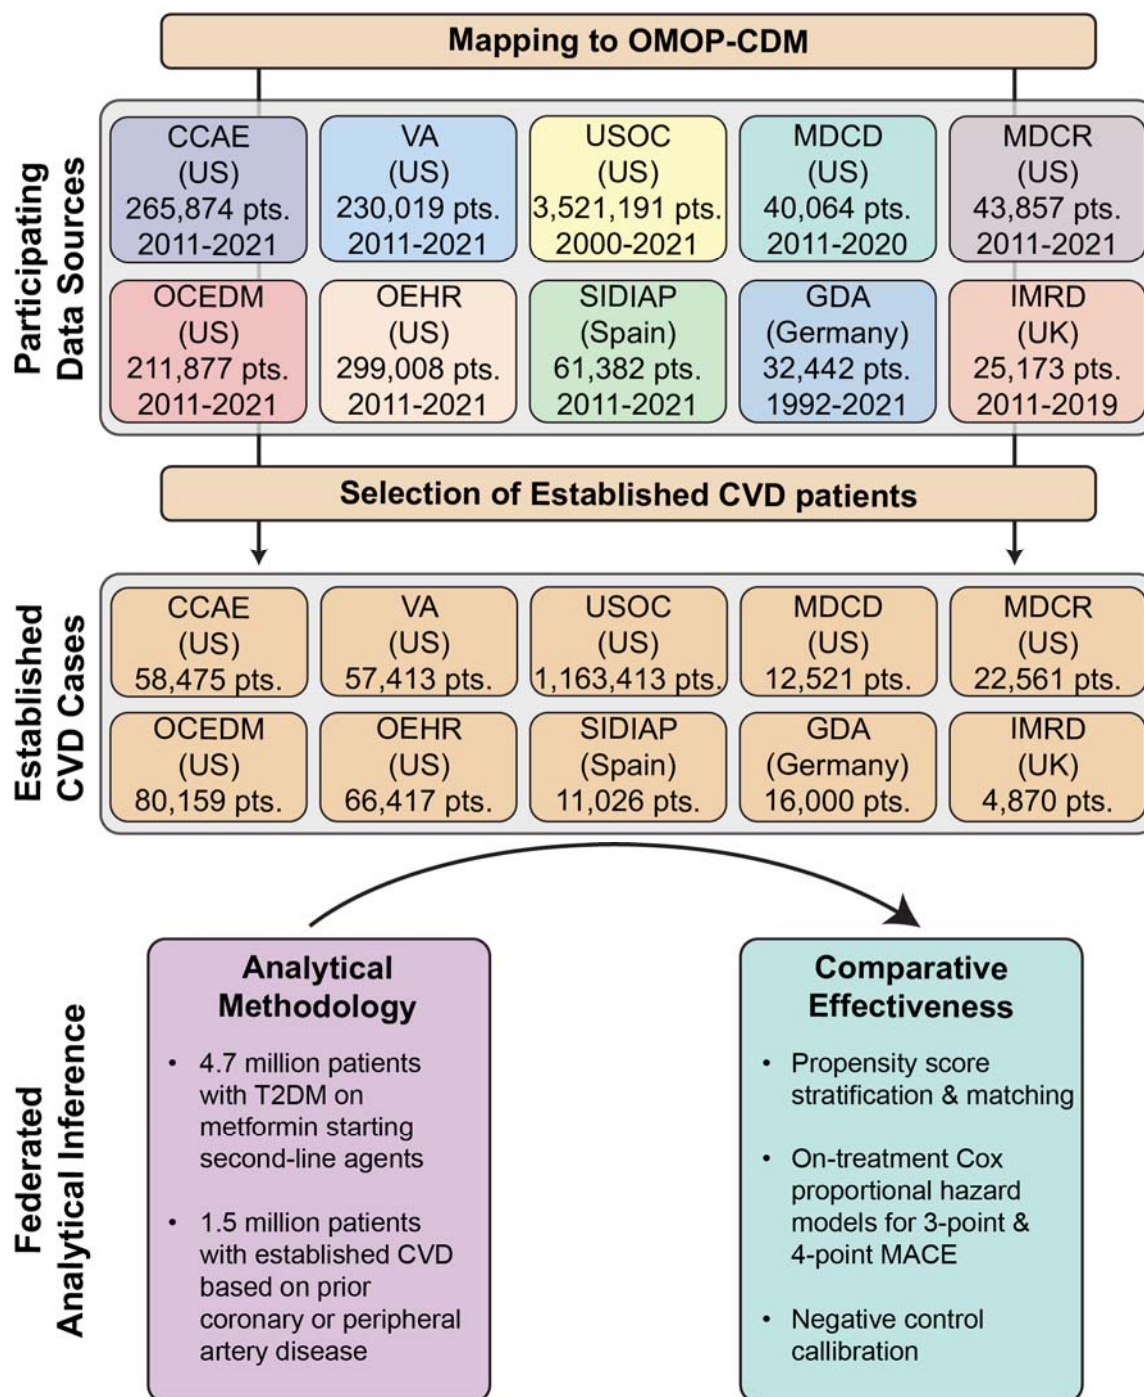 Mapping to OMOP-CDM
Participating
Data Sources
CCAE
(US)
265,874 pts.
2011-2021
VA
(US)
230,019 pts.
2011-2021
USOC
(US)
3,521,191 pts.
2000-2021
MDCD
(US)
40,064 pts.
2011-2020
MDCR
(US)
43,857 pts.
2011-2021
OCEDM
(US)
211,877 pts.
2011-2021
OEHR
(US)
299,008 pts.
2011-2021
SIDIAP
(Spain)
61,382 pts.
2011-2021
GDA
(Germany)
32,442 pts.
1992-2021
IMRD
(UK)
25,173 pts.
2011-2019
Selection of Established CVD patients
Established
CVD Cases
CCAE
(US)
58,475 pts.
VA
(US)
57,413 pts.
USOC
(US)
1,163,413 pts.
MDCD
(US)
12,521 pts.
MDCR
(US)
22,561 pts.
OCEDM
(US)
80,159 pts.
OEHR
(US)
66,417 pts.
SIDIAP
(Spain)
11,026 pts.
GDA
(Germany)
16,000 pts.
IMRD
(UK)
4,870 pts.
Federated
Analytical Inference
Analytical
Methodology
• 4.7 million patients
with T2DM on
metformin starting
second-line agents
• 1.5 million patients
with established CVD
based on prior
coronary or peripheral
artery disease
Comparative
Effectiveness
• Propensity score
stratification & matching
• On-treatment Cox
proportional hazard
models for 3-point &
4-point MACE
• Negative control
callibration